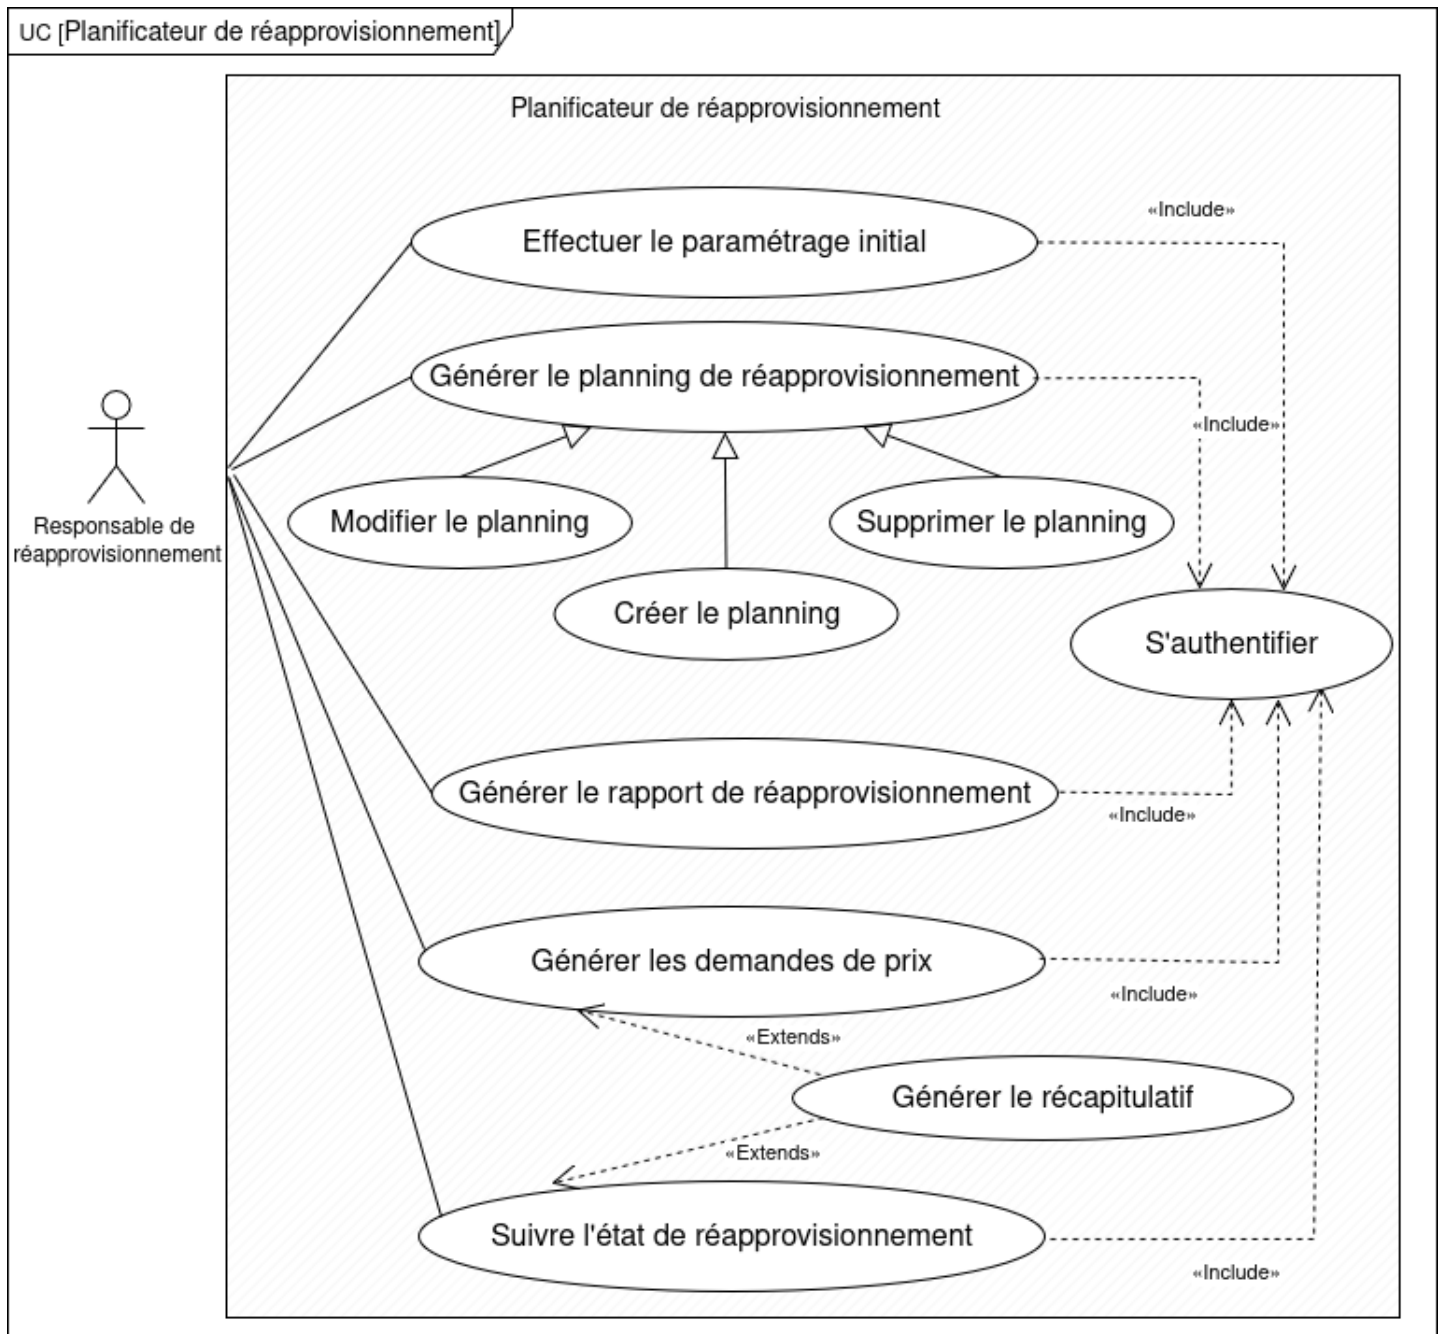 UC [Planificateur de réapprovisionnement]
Planificateur de réapprovisionnement
«Include»
Effectuer le paramétrage initial
Générer le planning de réapprovisionnement
«Include»
Modifier le planning
Supprimer le planning
Responsable de
réapprovisionnement
Créer le planning
S'authentifier
Générer le rapport de réapprovisionnement
«Include»
Générer les demandes de prix
«Include»
«Extends»
Générer le récapitulatif
«Extends»
Suivre l'état de réapprovisionnement
«Include»